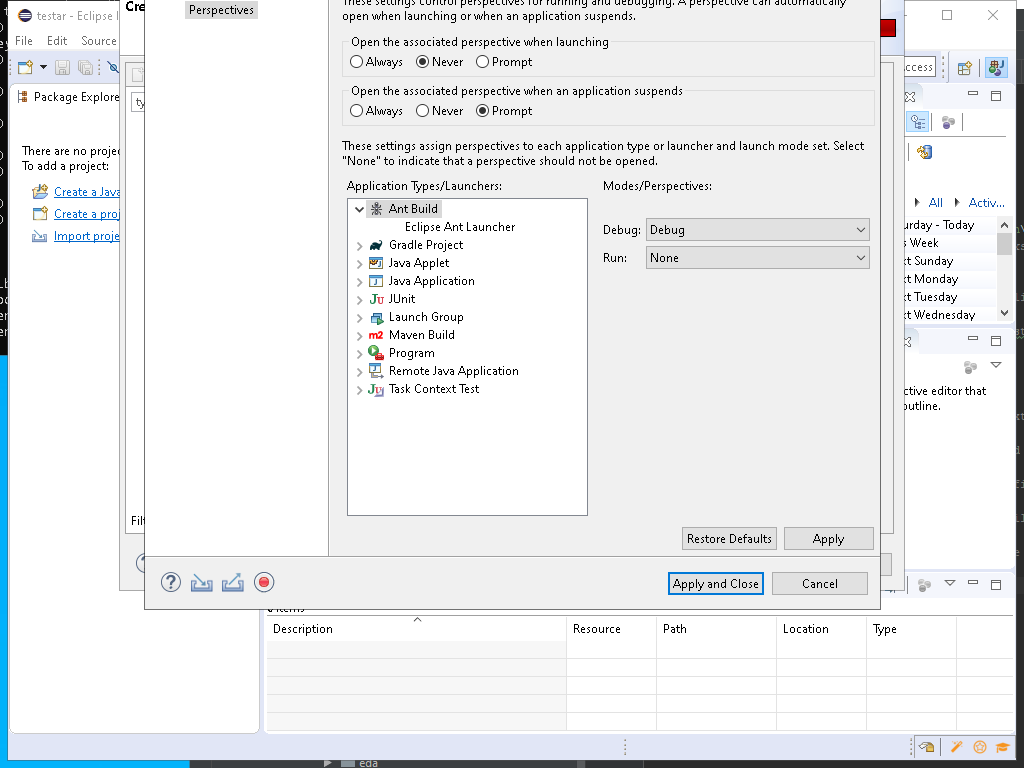 testar - Eclipse I
Cre
File Edit Source
Package Explore
There are no projec
To add a project:
Create a Java
Create a proj
Import proje
ty
Filt
Perspectives
These settings control perspectives for running and debugging. A perspective can automatically
open when launching or when an application suspends.
Open the associated perspective when launching
Always Never Prompt
Open the associated perspective when an application suspends
Always Never Prompt
These settings assign perspectives to each application type or launcher and launch mode set. Select
"None" to indicate that a perspective should not be opened.
Application Types/Launchers:
Modes/Perspectives:
Ant Build
Eclipse Ant Launcher
Gradle Project
Java Applet
Java Application
JUnit
Launch Group
Maven Build
Program
Remote Java Application
Task Context Test
Debug: Debug
Run: None
Restore Defaults Apply
Apply and Close Cancel
ccess
All Activ...
urday - Today
s Week
xt Sunday
xt Monday
xt Tuesday
xt Wednesday
ctive editor that
outline.
Description Resource Path Location Type
eda